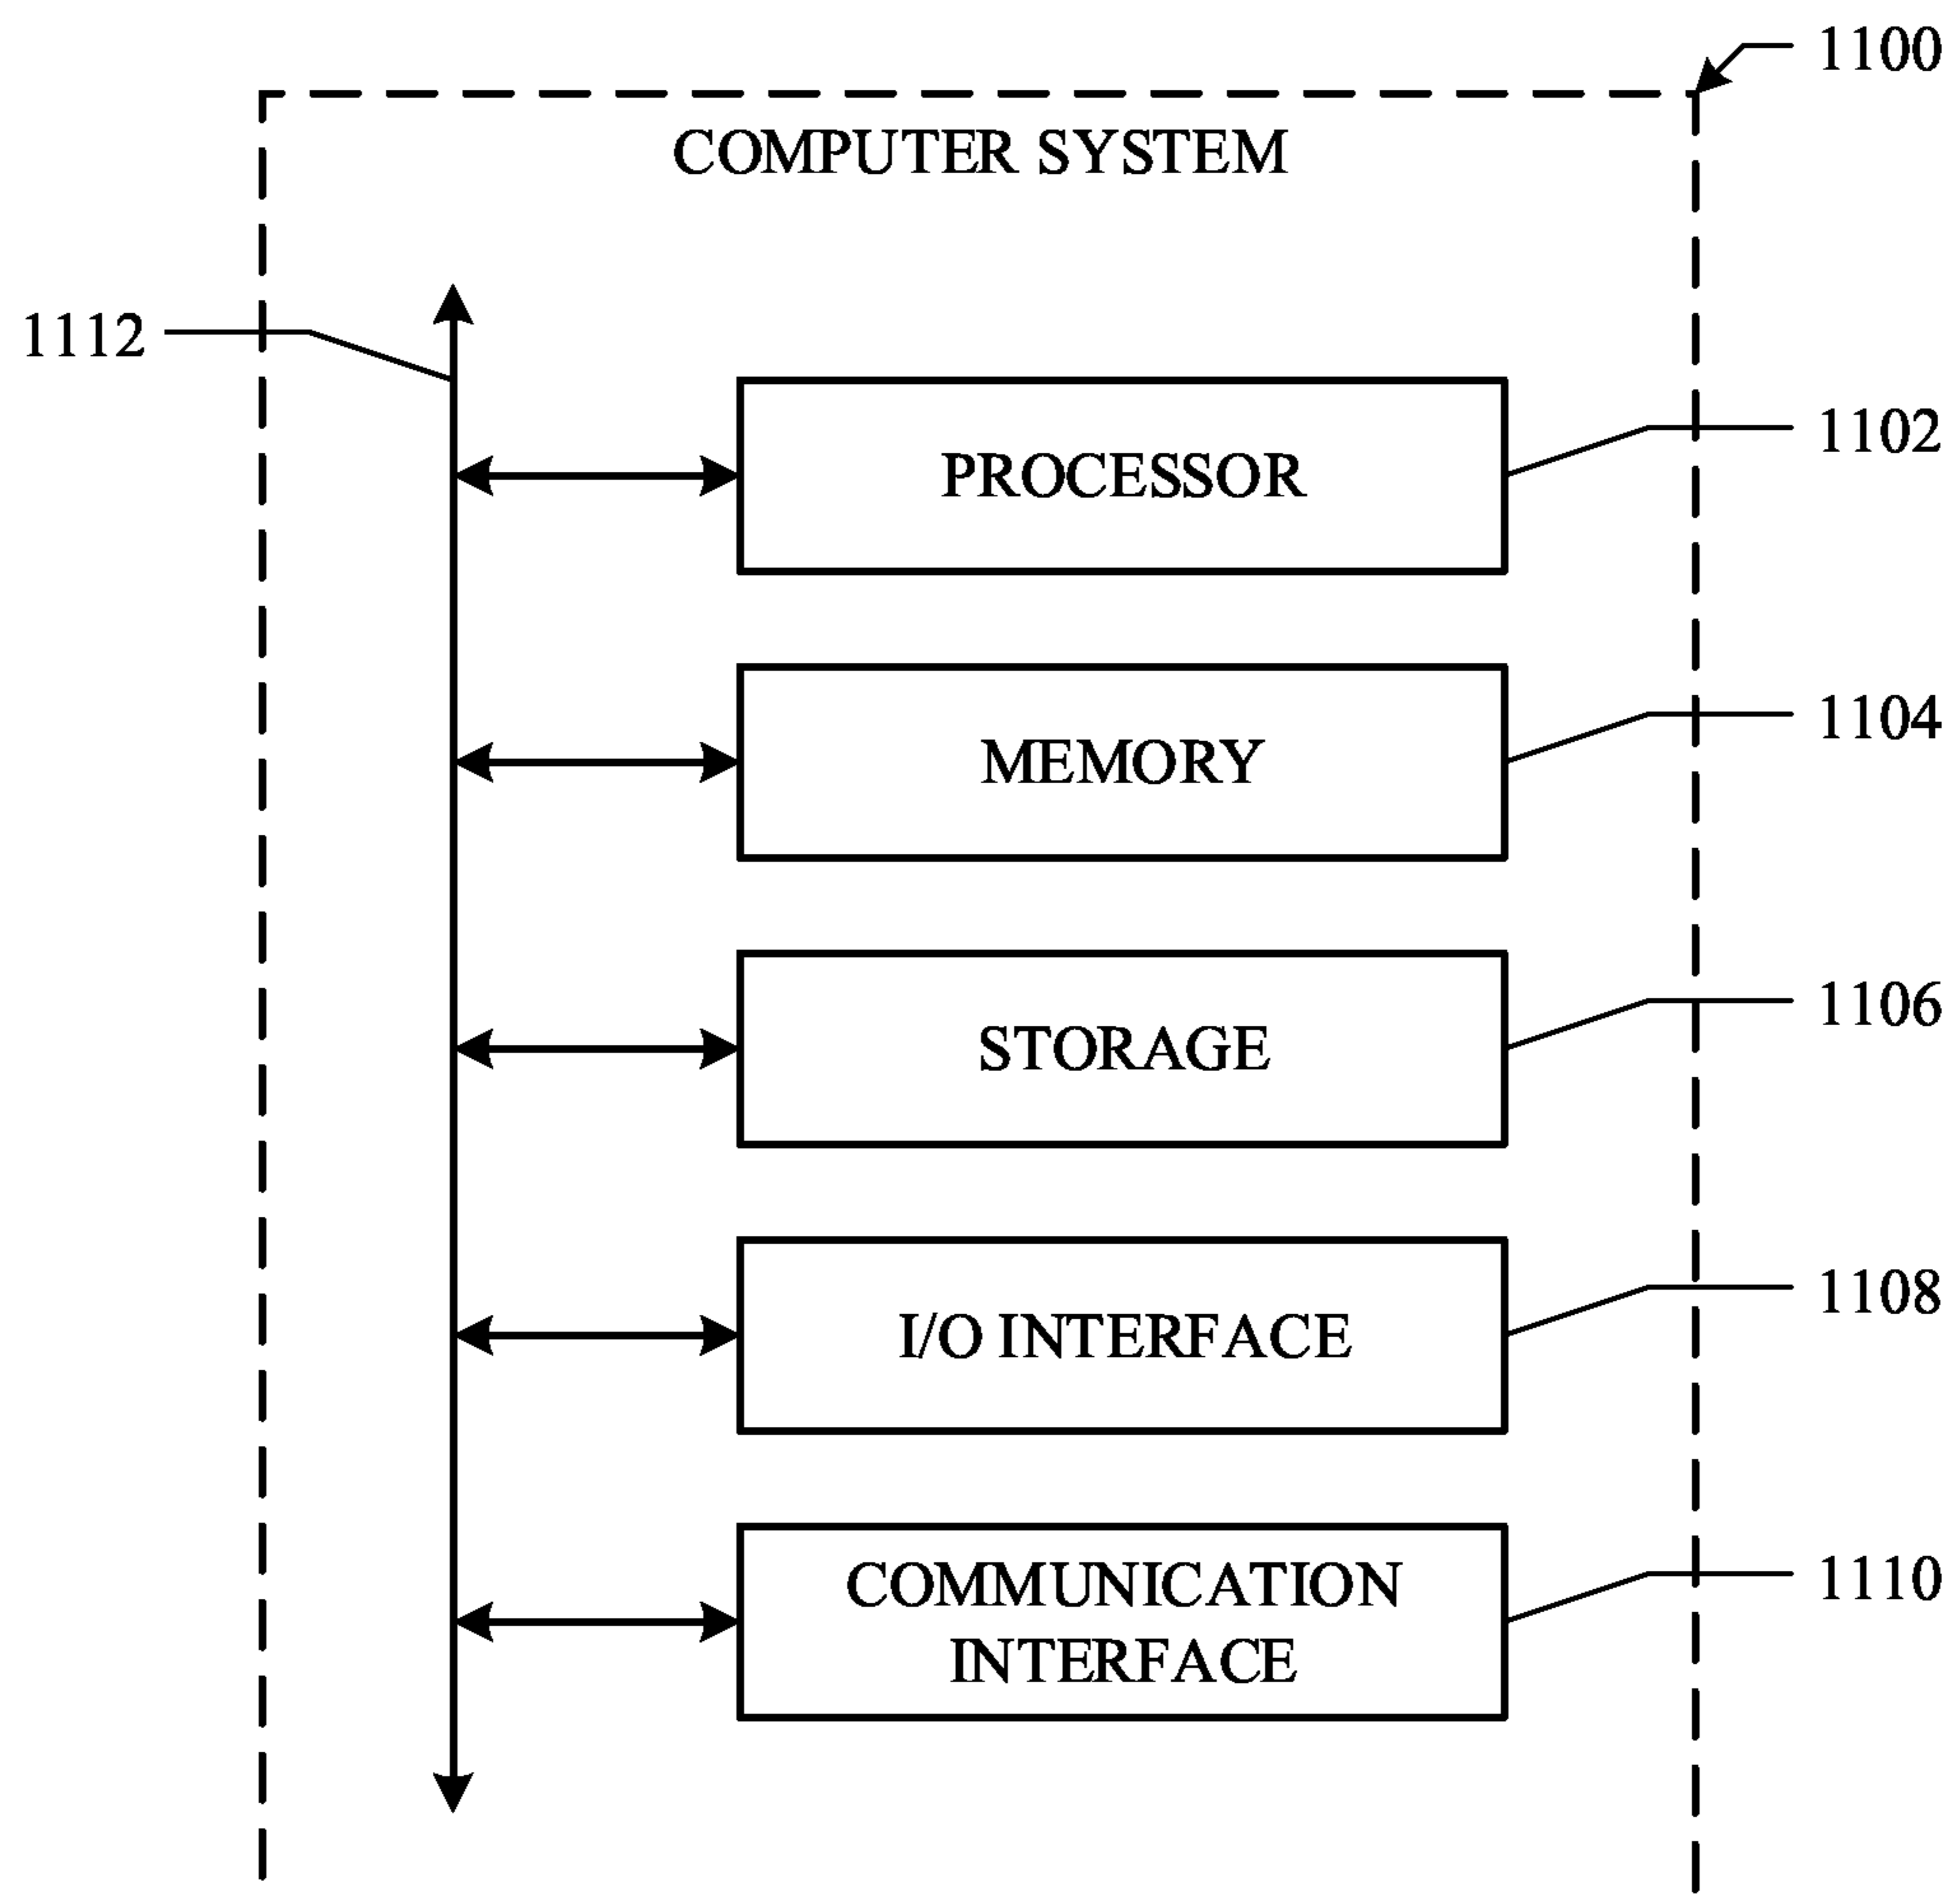 1100
COMPUTER SYSTEM
1112
1102
PROCESSOR
1104
MEMORY
1106
STORAGE
1108
I/O INTERFACE
1110
COMMUNICATION
INTERFACE